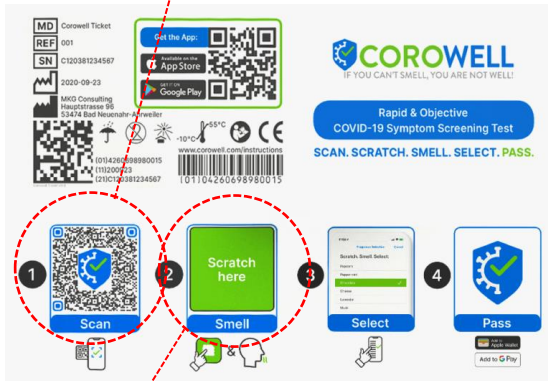 MD Corowell Ticket
REF 001
SN C120381234567
2020-09-23
MKG Consulting
Hauptstrasse 96
53474 Bad Neuenahr-Ahrweiler
(01)4260698980015
(11)200923
(21)C120381234567
Get the App:
Available on the
App Store
GET IT ON
Google Play
-10°C
55°C
CE
www.corowell.com/instructions
(01)04260698980015
COROWELL
IF YOU CAN'T SMELL, YOU ARE NOT WELL!
Rapid & Objective
COVID-19 Symptom Screening Test
SCAN. SCRATCH. SMELL. SELECT. PASS.
1
Scan
2
Scratch
here
Smell
&
3
Scratch. Smell. Select
Select
4
Pass
Apple Wallet
Add to G Pay